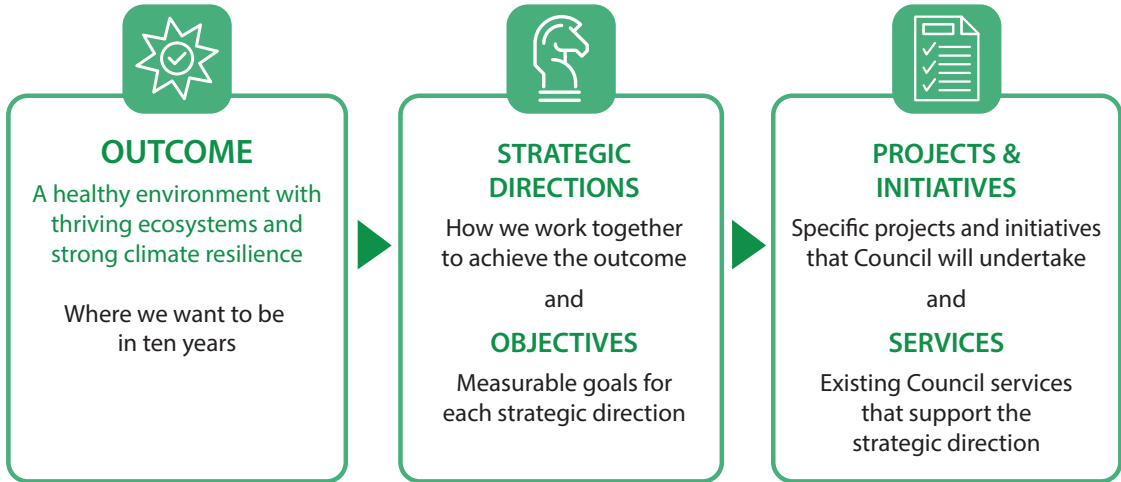 OUTCOME
A healthy environment with
thriving ecosystems and
strong climate resilience
Where we want to be
in ten years
STRATEGIC
DIRECTIONS
How we work together
to achieve the outcome
and
OBJECTIVES
Measurable goals for
each strategic direction
PROJECTS &
INITIATIVES
Specific projects and initiatives
that Council will undertake
and
SERVICES
Existing Council services
that support the
strategic direction